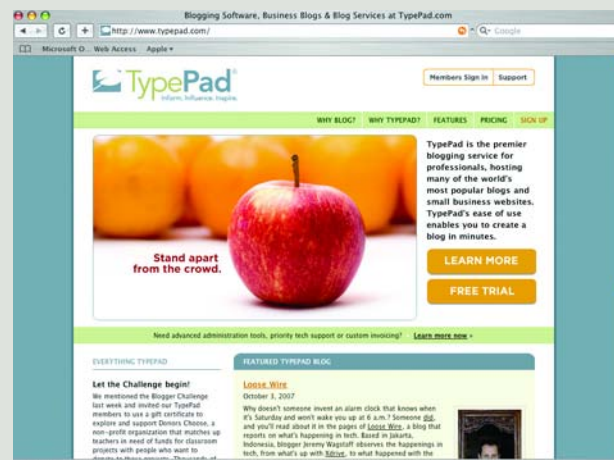 Blogging Software, Business Blogs & Blog Services at TypePad.com
http://www.typepad.com/
Google
Microsoft O... Web Access Apple
TypePad
Inform. Influence. Inspire.
Members Sign In Support
WHY BLOG? WHY TYPEPAD? FEATURES PRICING SIGN UP
Stand apart
from the crowd.
TypePad is the premier
blogging service for
professionals, hosting
many of the world's
most popular blogs and
small business websites.
TypePad's ease of use
enables you to create a
blog in minutes.
LEARN MORE
FREE TRIAL
Need advanced administration tools, priority tech support or custom invoicing? Learn more now »
EVERYTHING TYPEPAD
Let the Challenge begin!
We mentioned the Blogger Challenge
last week and invited our TypePad
members to use a gift certificate to
explore and support Donors Choose, a
non-profit organization that matches up
teachers in need of funds for classroom
projects with people who want to
FEATURED TYPEPAD BLOG
Loose Wire
October 3, 2007
Why doesn't someone invent an alarm clock that knows when
it's Saturday and won't wake you up at 6 a.m.? Someone did,
and you'll read about it in the pages of Loose Wire, a blog that
reports on what's happening in tech. Based in Jakarta,
Indonesia, blogger Jeremy Wagstaff observes the happenings in
tech, from what's up with Xdrive, to what happened with the